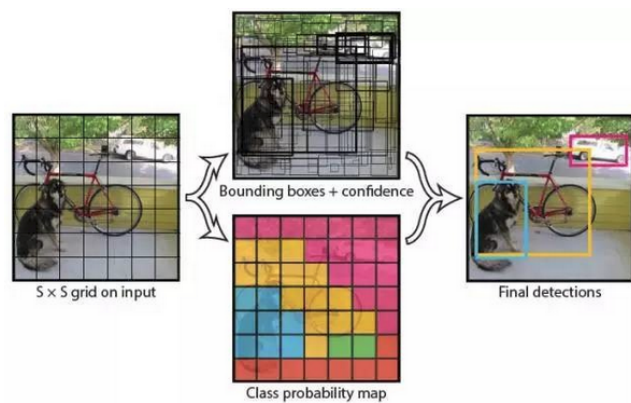 Bounding boxes + confidence
S × S grid on input
Final detections
Class probability map